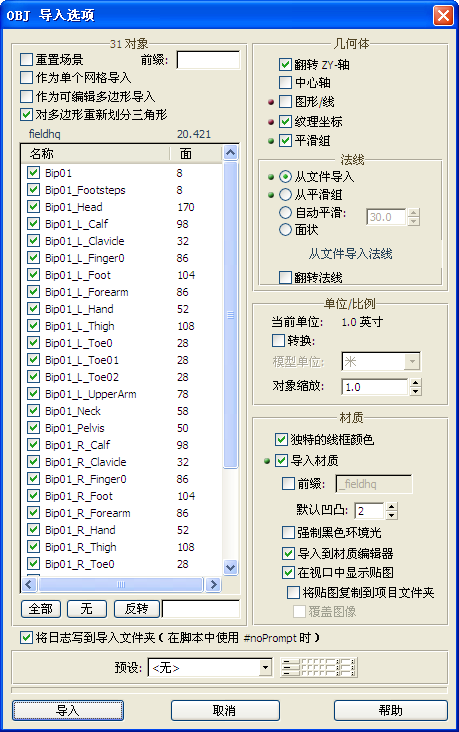 OBJ 导入选项
31 对象
重置场景 前缀:
作为单个网格导入
作为可编辑多边形导入
对多边形重新划分三角形
fieldhq 20.421
名称 面
Bip01 8
Bip01_Footsteps 8
Bip01_Head 170
Bip01_L_Calf 98
Bip01_L_Clavicle 32
Bip01_L_Finger0 86
Bip01_L_Foot 104
Bip01_L_Forearm 86
Bip01_L_Hand 52
Bip01_L_Thigh 108
Bip01_L_Toe0 28
Bip01_L_Toe01 28
Bip01_L_Toe02 28
Bip01_L_UpperArm 78
Bip01_Neck 58
Bip01_Pelvis 50
Bip01_R_Calf 98
Bip01_R_Clavicle 32
Bip01_R_Finger0 86
Bip01_R_Foot 104
Bip01_R_Forearm 86
Bip01_R_Hand 52
Bip01_R_Thigh 108
Bip01_R_Toe0 28
全部 无 反转
几何体
翻转 ZY-轴
中心轴
图形/线
纹理坐标
平滑组
法线
从文件导入
从平滑组
自动平滑: 30.0
面状
从文件导入法线
翻转法线
单位/比例
当前单位: 1.0 英寸
转换:
模型单位: 米
对象缩放: 1.0
材质
独特的线框颜色
导入材质
前缀: _fieldhq
默认凹凸: 2
强制黑色环境光
导入到材质编辑器
在视口中显示贴图
将贴图复制到项目文件夹
覆盖图像
将日志写到导入文件夹 ( 在脚本中使用 #noPrompt 时 )
预设: <无>
导入 取消 帮助